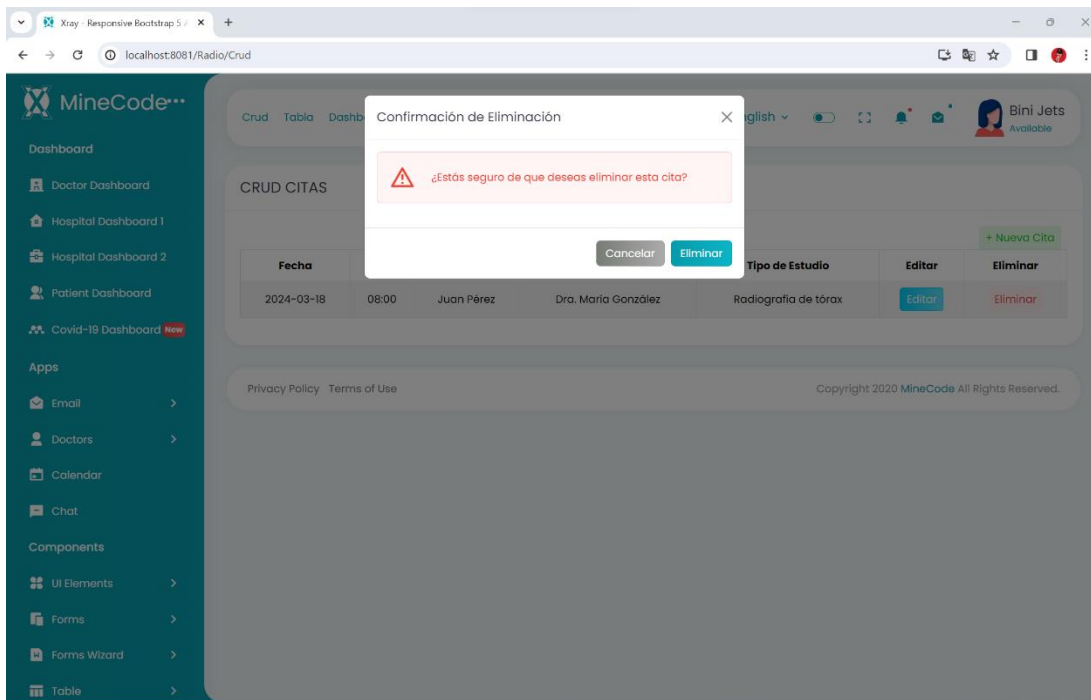 Xray - Responsive Bootstrap 5
localhost:8081/Radio/Crud
MineCode
Crud Tabla Dashb
Confirmación de Eliminación
nglish
Bini Jets
Available
Dashboard
¿Estás seguro de que deseas eliminar esta cita?
Doctor Dashboard
CRUD CITAS
Hospital Dashboard 1
+ Nueva Cita
Cancelar Eliminar
Hospital Dashboard 2
Fecha Tipo de Estudio Editar Eliminar
Patient Dashboard
2024-03-18 08:00 Juan Pérez Dra. María González Radiografía de tórax Editar Eliminar
Covid-19 Dashboard New
Apps
Privacy Policy Terms of Use Copyright 2020 MineCode All Rights Reserved.
Email
Doctors
Calendar
Chat
Components
UI Elements
Forms
Forms Wizard
Table